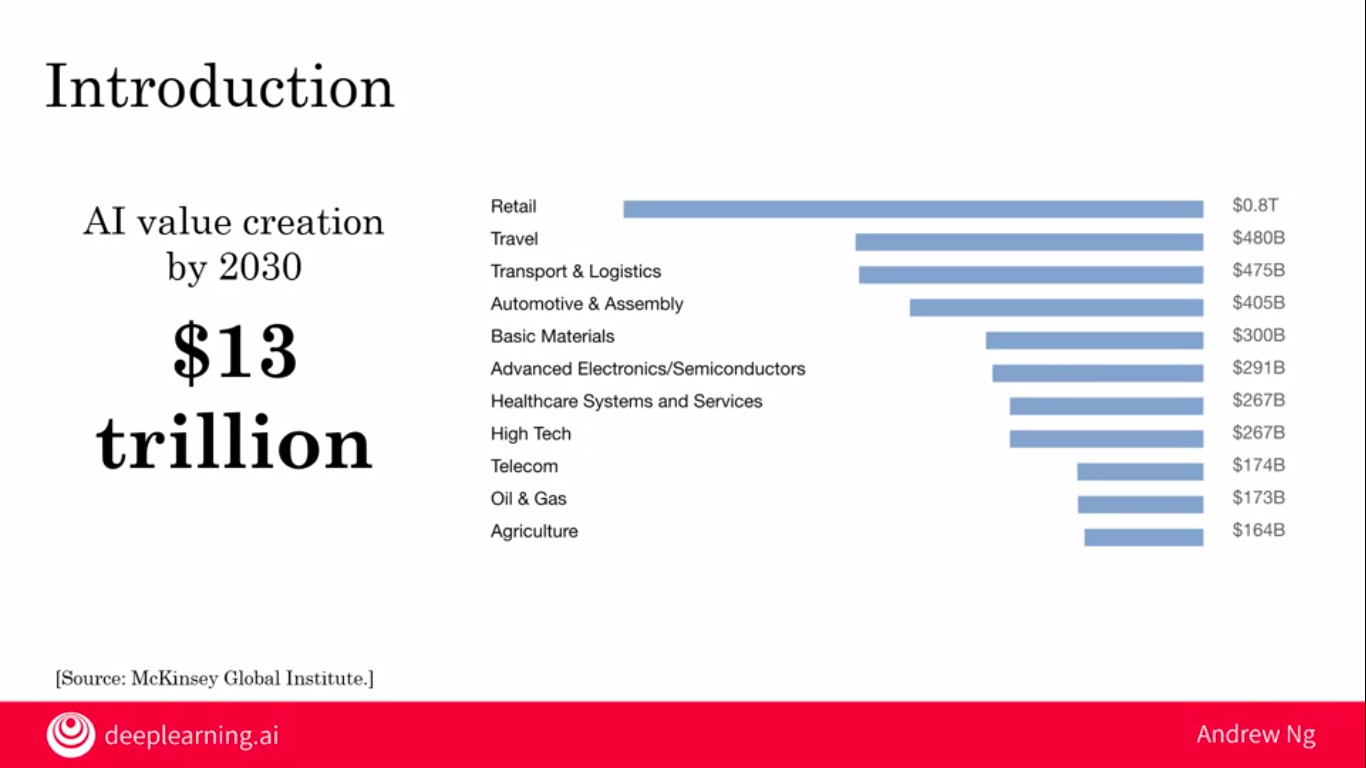 Introduction
AI value creation
by 2030
$13
trillion
Retail $0.8T
Travel $480B
Transport & Logistics $475B
Automotive & Assembly $405B
Basic Materials $300B
Advanced Electronics/Semiconductors $291B
Healthcare Systems and Services $267B
High Tech $267B
Telecom $174B
Oil & Gas $173B
Agriculture $164B
[Source: McKinsey Global Institute.]
deeplearning.ai
Andrew Ng